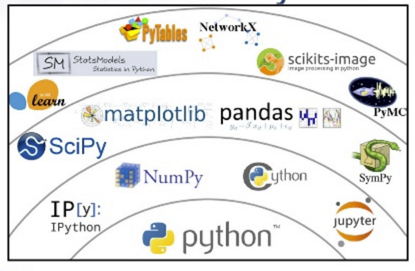 PyTables
NetworkX
SM StatsModels
Statistics in Python
scikits-image
image processing in python
learn
PyMC
matplotlib
pandas
SciPy
NumPy
Cython
SymPy
IP[y]:
IPython
python™
jupyter